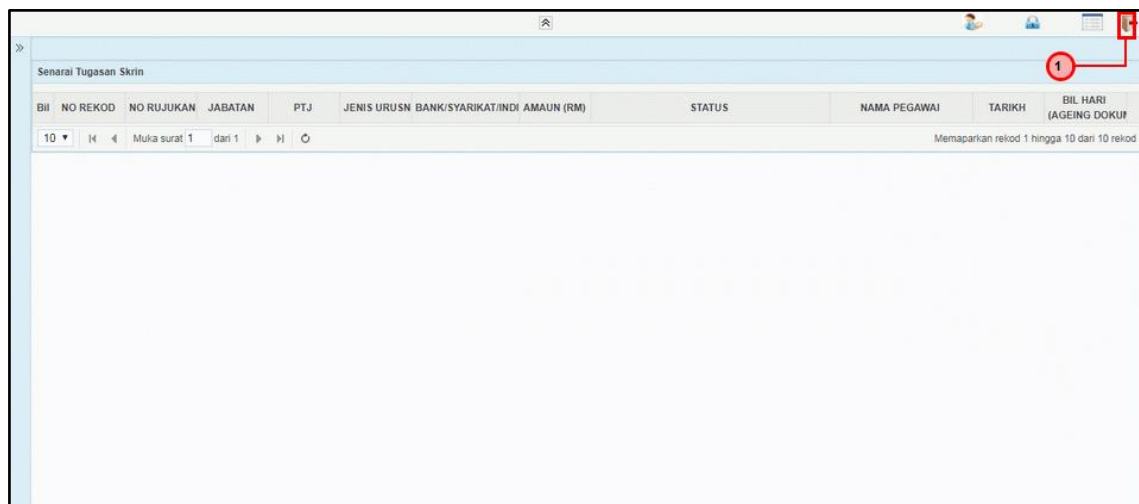 1
Senarai Tugasan Skrin
Bil NO REKOD NO RUJUKAN JABATAN PTJ JENIS URUSN BANK/SYARIKAT/INDI AMAUN (RM) STATUS NAMA PEGAWAI TARIKH BIL HARI
(AGEING DOKUM
10 Muka surat 1 dari 1 Memaparkan rekod 1 hingga 10 dari 10 rekod